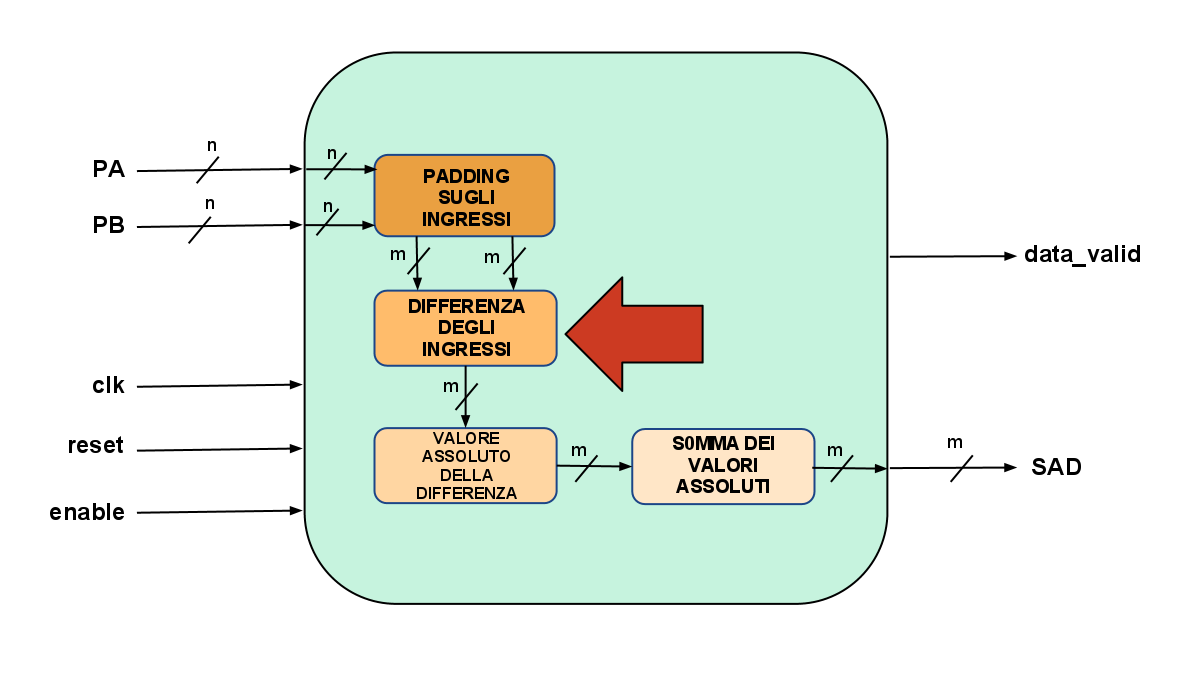 n
n
PA
PADDING
SUGLI
INGRESSI
n
n
PB
m
m
data_valid
DIFFERENZA
DEGLI
INGRESSI
clk
m
reset
VALORE
ASSOLUTO
DELLA
DIFFERENZA
m
S0MMA DEI
VALORI
ASSOLUTI
m
m
SAD
enable